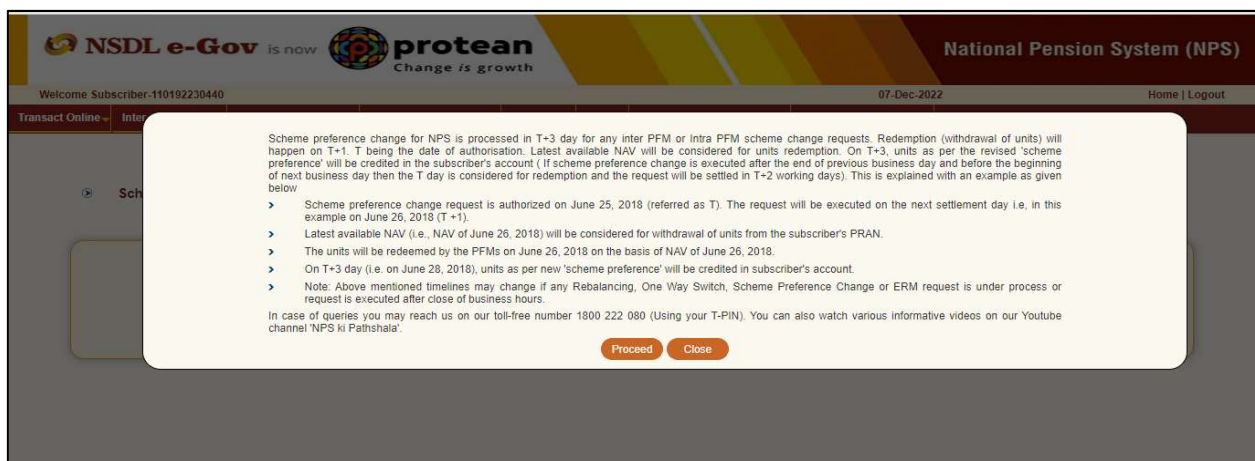 NSDL e-Gov is now protean
Change is growth
National Pension System (NPS)
Welcome Subscriber-110192230440
07-Dec-2022
Home | Logout
Transact Online
Scheme preference change for NPS is processed in T+3 day for any inter PFM or Intra PFM scheme change requests. Redemption (withdrawal of units) will
happen on T+1. T being the date of authorisation. Latest available NAV will be considered for units redemption. On T+3, units as per the revised 'scheme
preference' will be credited in the subscriber's account ( If scheme preference change is executed after the end of previous business day and before the beginning
of next business day then the T day is considered for redemption and the request will be settled in T+2 working days). This is explained with an example as given
below
Scheme preference change request is authorized on June 25, 2018 (referred as T). The request will be executed on the next settlement day i.e, in this
example on June 26, 2018 (T +1).
Latest available NAV (i.e., NAV of June 26, 2018) will be considered for withdrawal of units from the subscriber's PRAN.
The units will be redeemed by the PFMs on June 26, 2018 on the basis of NAV of June 26, 2018.
On T+3 day (i.e. on June 28, 2018), units as per new 'scheme preference' will be credited in subscriber's account.
Note: Above mentioned timelines may change if any Rebalancing, One Way Switch, Scheme Preference Change or ERM request is under process or
request is executed after close of business hours.
In case of queries you may reach us on our toll-free number 1800 222 080 (Using your T-PIN). You can also watch various informative videos on our Youtube
channel 'NPS ki Pathshala'.
Proceed Close